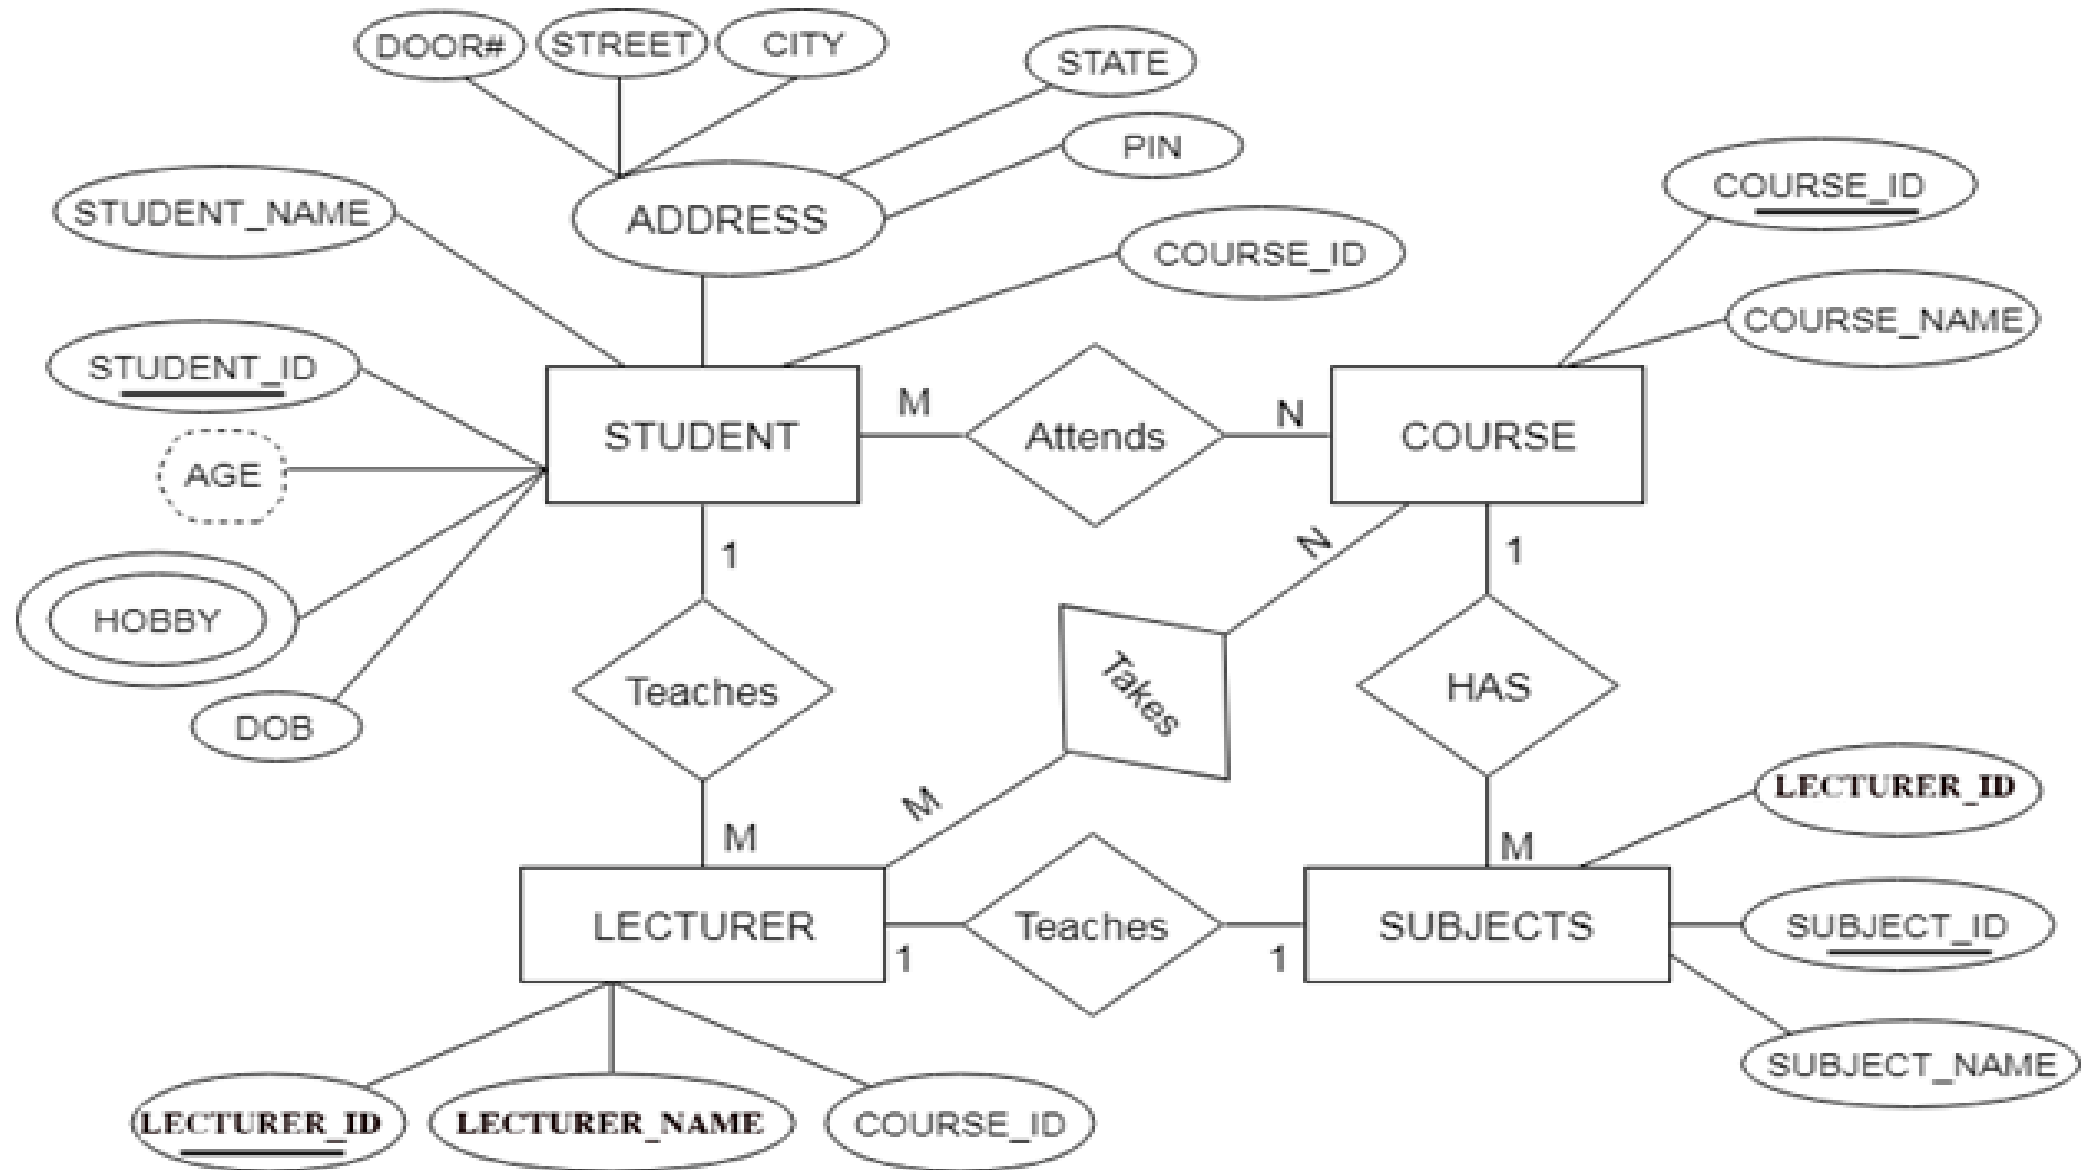 DOOR#
STREET
CITY
STATE
PIN
COURSE_ID
STUDENT_NAME
ADDRESS
COURSE_ID
COURSE_NAME
STUDENT_ID
M
N
STUDENT
Attends
COURSE
AGE
1
N
1
HOBBY
Teaches
Takes
HAS
DOB
LECTURER_ID
M
M
M
LECTURER
Teaches
SUBJECTS
SUBJECT_ID
1
1
SUBJECT_NAME
LECTURER_ID
LECTURER_NAME
COURSE_ID